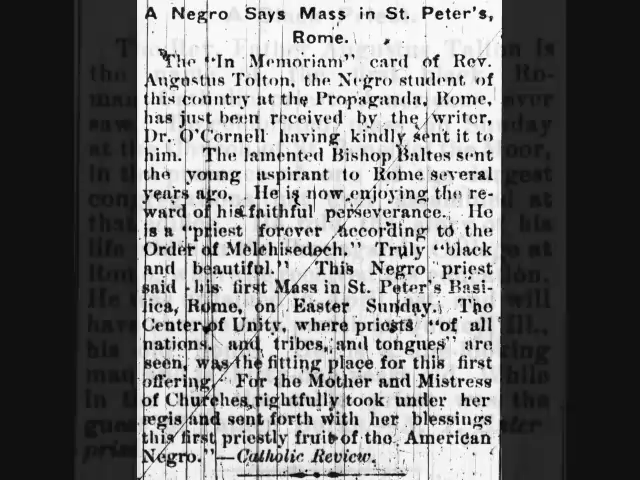 A Negro Says Mass in St. Peter's,
Rome.
The "In Memoriam" card of Rev.
Augustus Tolton, the Negro student of
this country at the Propaganda, Rome,
has just been received by the writer,
Dr. O'Cornell having kindly sent it to
him. The lamented Bishop Baltes sent
the young aspirant to Rome several
years ago. He is now enjoying the re-
ward of his faithful perseverance. He
is a "priest forever according to the
Order of Melchisedech." Truly "black
and beautiful." This Negro priest
said his first Mass in St. Peter's Basi-
lica, Rome, on Easter Sunday. The
Center of Unity, where priests "of all
nations, and tribes, and tongues" are
seen, was the fitting place for this first
offering. For the Mother and Mistress
of Churches rightfully took under her
ægis and sent forth with her blessings
this first priestly fruit of the American
Negro."—Catholic Review.